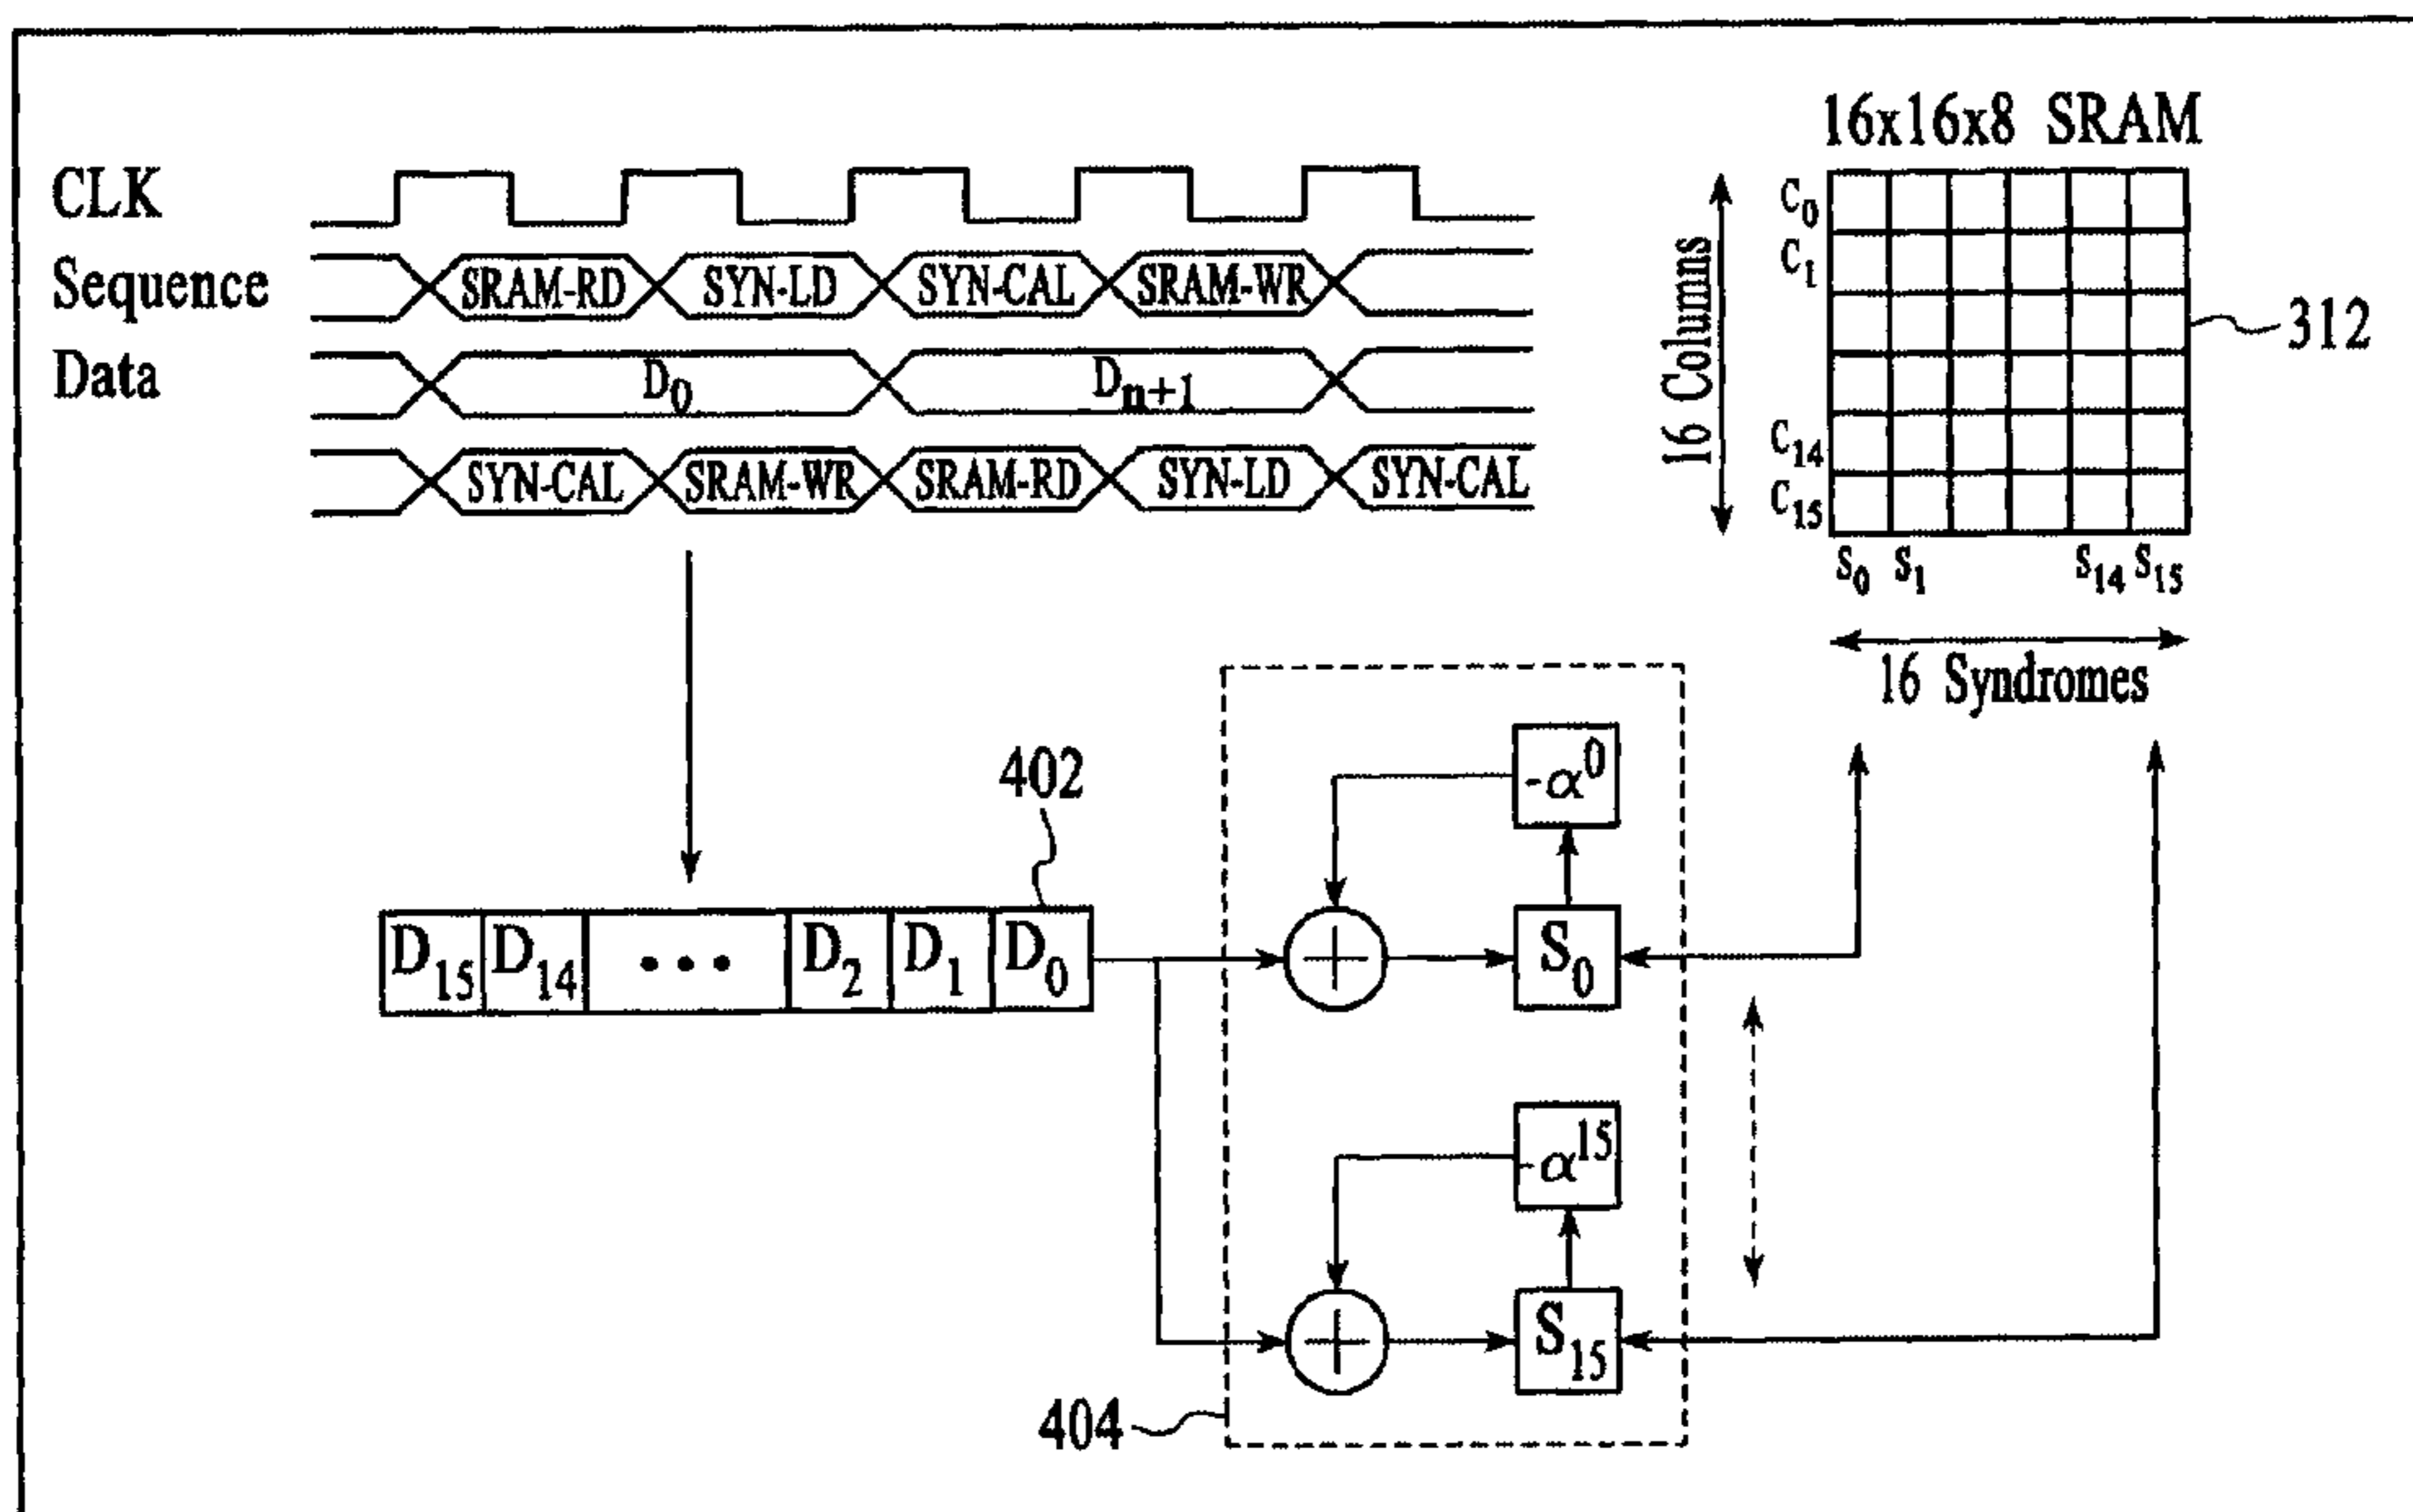 16x16x8 SRAM
CLK
Sequence SRAM-RD SYN-LD SYN-CAL SRAM-WR
Data D0 Dn+1
SYN-CAL SRAM-WR SRAM-RD SYN-LD SYN-CAL
16 Columns
C0
C1
C14
C15
312
S0 S1 S14 S15
16 Syndromes
402
-α^0
D15 D14 ••• D2 D1 D0
+ S0
-α^15
+ S15
404